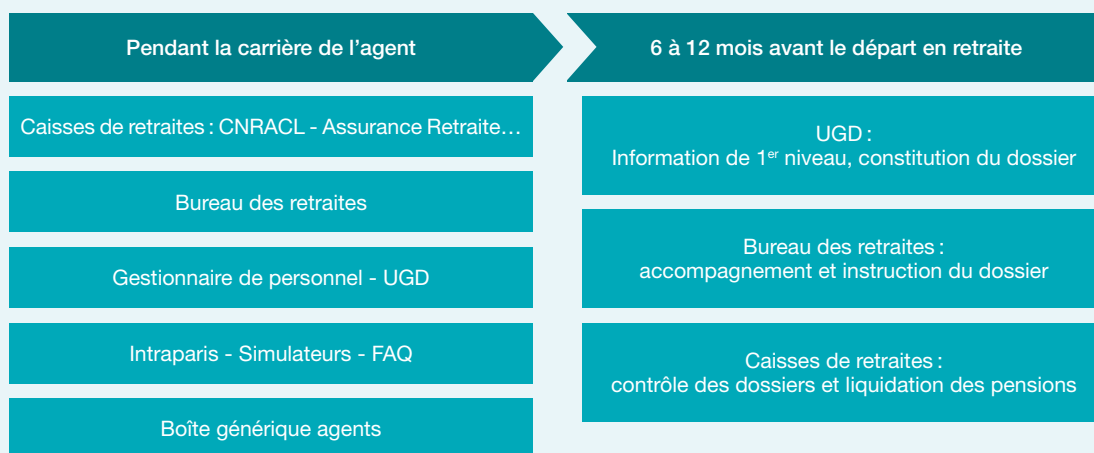 Pendant la carrière de l’agent
Caisses de retraites : CNRACL - Assurance Retraite…
Bureau des retraites
Gestionnaire de personnel - UGD
Intraparis - Simulateurs - FAQ
Boîte générique agents
6 à 12 mois avant le départ en retraite
UGD :
Information de 1er niveau, constitution du dossier
Bureau des retraites :
accompagnement et instruction du dossier
Caisses de retraites :
contrôle des dossiers et liquidation des pensions